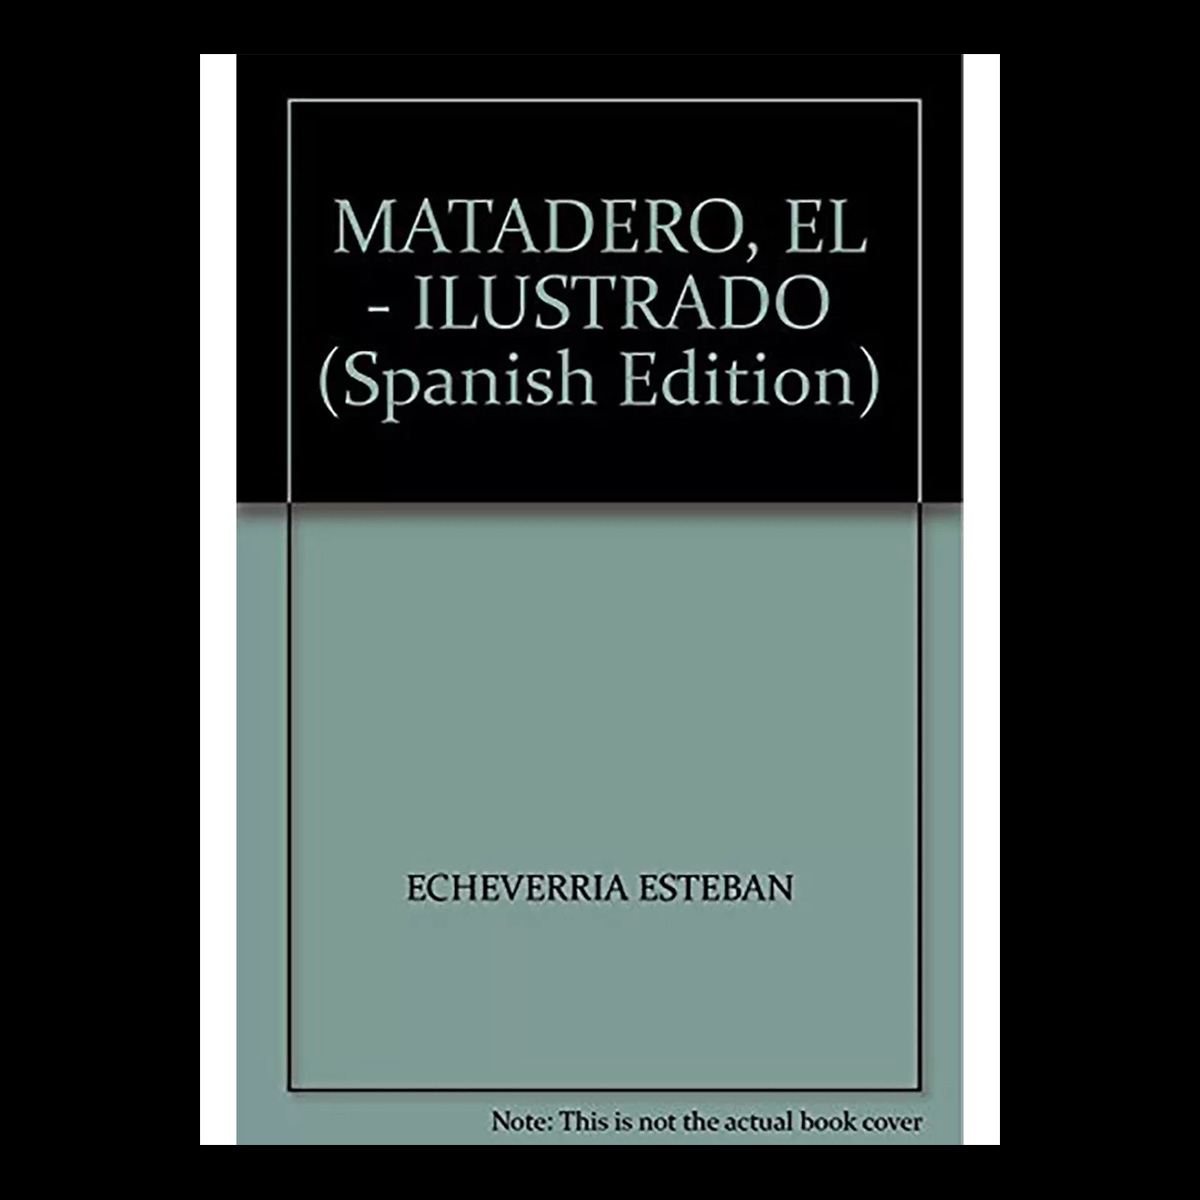 MATADERO, EL
- ILUSTRADO
(Spanish Edition)
ECHEVERRIA ESTEBAN
Note: This is not the actual book cover